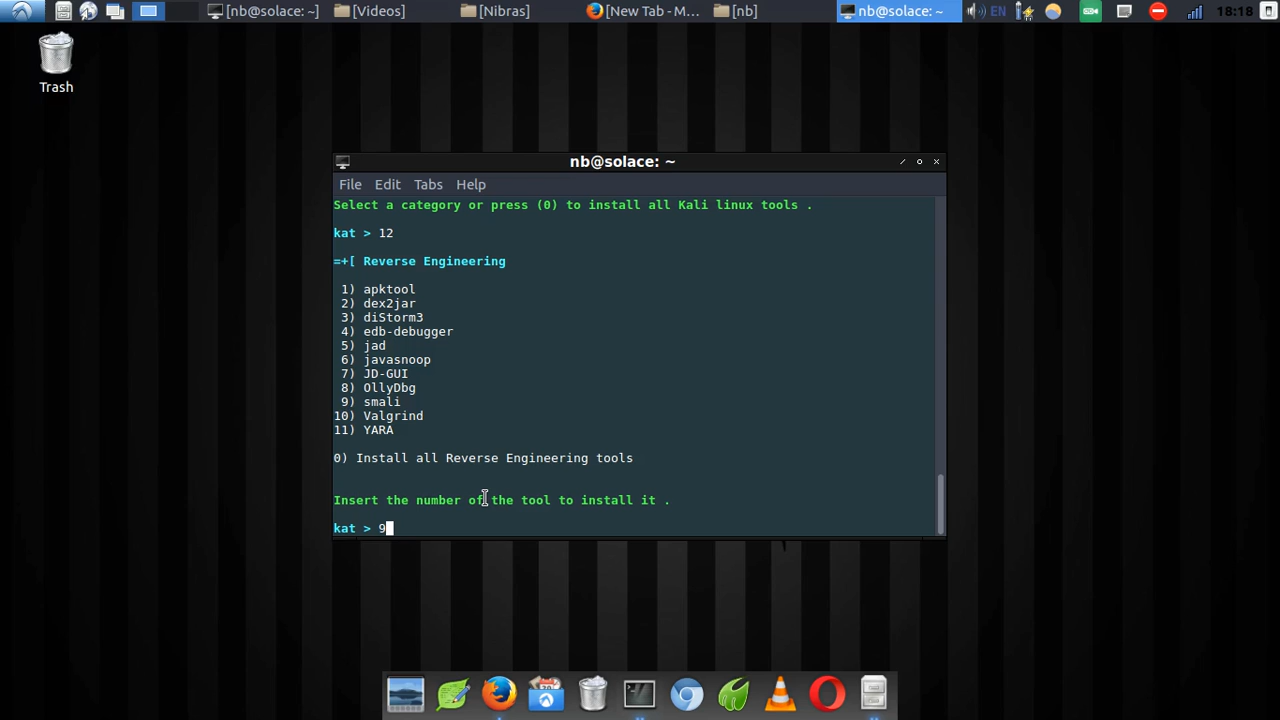 [nb@solace: ~] [Videos] [Nibras] [New Tab - M... [nb] nb@solace: ~ EN 18:18
Trash
nb@solace: ~
File Edit Tabs Help
Select a category or press (0) to install all Kali linux tools .
kat > 12
=+[ Reverse Engineering
1) apktool
2) dex2jar
3) diStorm3
4) edb-debugger
5) jad
6) javasnoop
7) JD-GUI
8) OllyDbg
9) smali
10) Valgrind
11) YARA
0) Install all Reverse Engineering tools
Insert the number of the tool to install it .
kat > 9